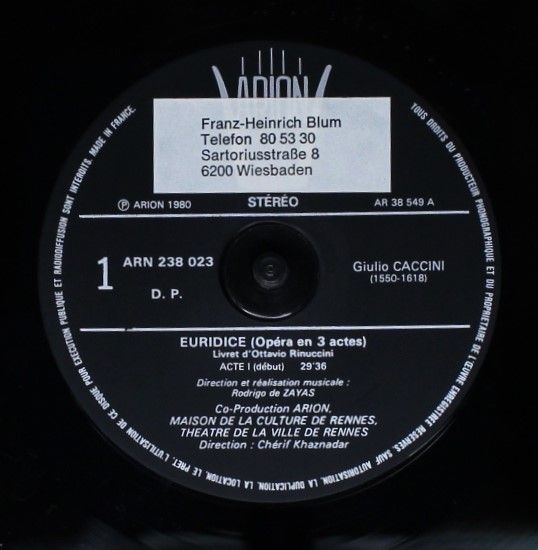 ARION
Franz-Heinrich Blum
Telefon 80 53 30
Sartoriusstraße 8
6200 Wiesbaden
Ⓟ ARION 1980
STÉRÉO
AR 38 549 A
1
ARN 238 023
D. P.
Giulio CACCINI
(1550-1618)
EURIDICE (Opéra en 3 actes)
Livret d'Ottavio Rinuccini
ACTE I (début) 29'36
Direction et réalisation musicale :
Rodrigo de ZAYAS
Co-Production ARION,
MAISON DE LA CULTURE DE RENNES,
THEATRE DE LA VILLE DE RENNES
Direction : Chérif Khaznadar
TOUS DROITS DU PRODUCTEUR PHONOGRAPHIQUE ET DU PROPRIETAIRE DE L'ŒUVRE ENREGISTREE RESERVES. SAUF AUTORISATION, LA DUPLICATION, LA LOCATION, LE PRET, L'UTILISATION DE CE DISQUE POUR EXECUTION PUBLIQUE ET RADIODIFFUSION SONT INTERDITS. MADE IN FRANCE.